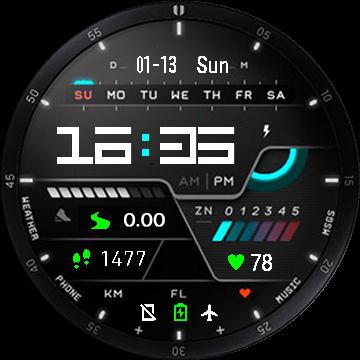 60
55 05
D 01-13 Sun M
50 10
SU MO TU WE TH FR SA
16:35
45 15
AM | PM
0.00
ZN 0 1 2 3 4 5
WEATHER
MSGS
1477
78
40 20
PHONE KM FL MUSIC
35 25
30